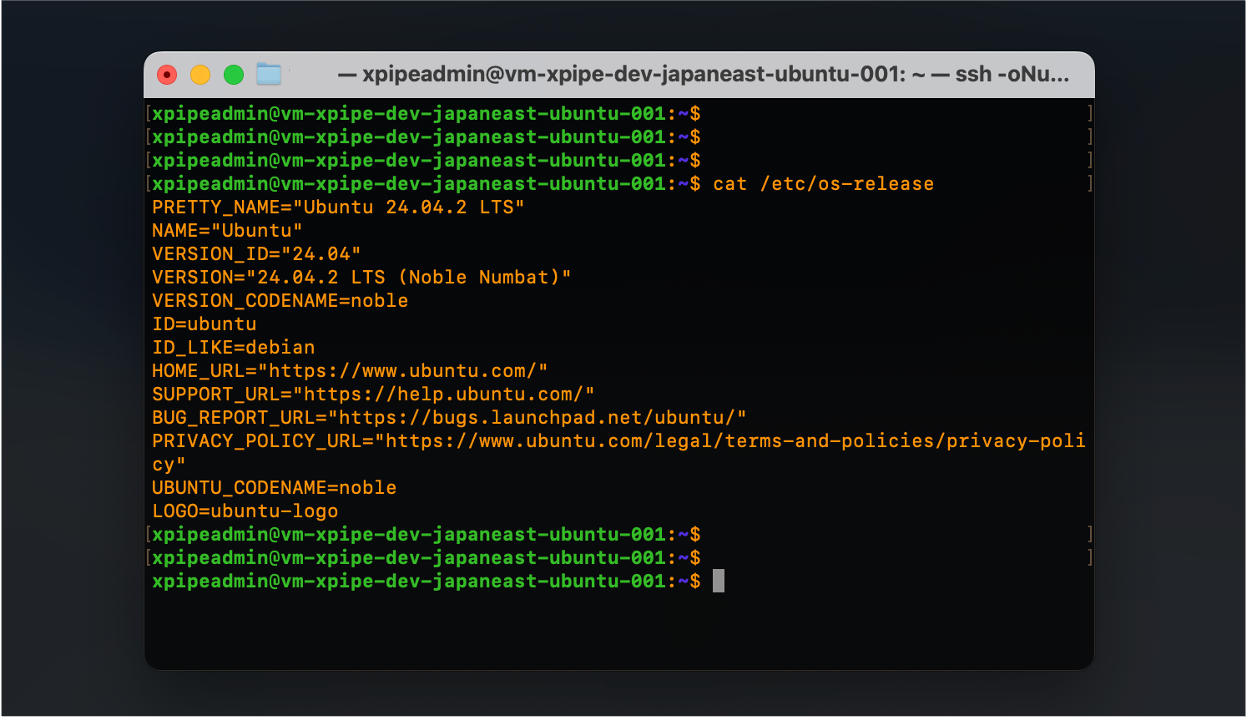 — xpipeadmin@vm-xpipe-dev-japaneast-ubuntu-001: ~ — ssh -oNu...
[xpipeadmin@vm-xpipe-dev-japaneast-ubuntu-001:~$ ]
[xpipeadmin@vm-xpipe-dev-japaneast-ubuntu-001:~$ ]
[xpipeadmin@vm-xpipe-dev-japaneast-ubuntu-001:~$ ]
[xpipeadmin@vm-xpipe-dev-japaneast-ubuntu-001:~$ cat /etc/os-release ]
PRETTY_NAME="Ubuntu 24.04.2 LTS"
NAME="Ubuntu"
VERSION_ID="24.04"
VERSION="24.04.2 LTS (Noble Numbat)"
VERSION_CODENAME=noble
ID=ubuntu
ID_LIKE=debian
HOME_URL="https://www.ubuntu.com/"
SUPPORT_URL="https://help.ubuntu.com/"
BUG_REPORT_URL="https://bugs.launchpad.net/ubuntu/"
PRIVACY_POLICY_URL="https://www.ubuntu.com/legal/terms-and-policies/privacy-poli
cy"
UBUNTU_CODENAME=noble
LOGO=ubuntu-logo
[xpipeadmin@vm-xpipe-dev-japaneast-ubuntu-001:~$ ]
[xpipeadmin@vm-xpipe-dev-japaneast-ubuntu-001:~$ ]
xpipeadmin@vm-xpipe-dev-japaneast-ubuntu-001:~$